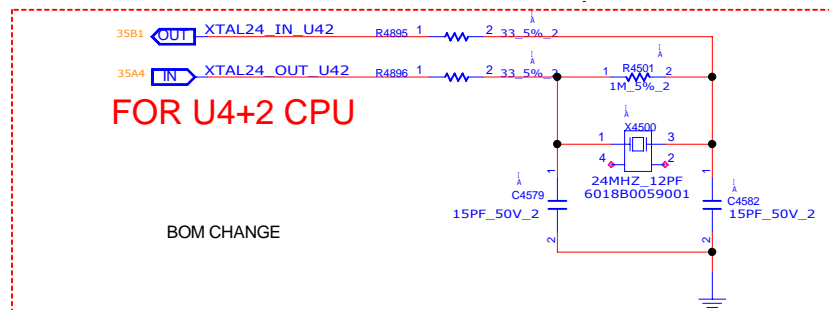 35B1 OUT XTAL24_IN_U42 R4895 1 2 33_5%_2
35A4 IN XTAL24_OUT_U42 R4896 1 2 33_5%_2
1 R4501 2
1M_5%_2
FOR U4+2 CPU
X4500
1 3
4 2
24MHZ_12PF
6018B0059001
1 C4579
15PF_50V_2
2
1 C4582
15PF_50V_2
2
BOM CHANGE